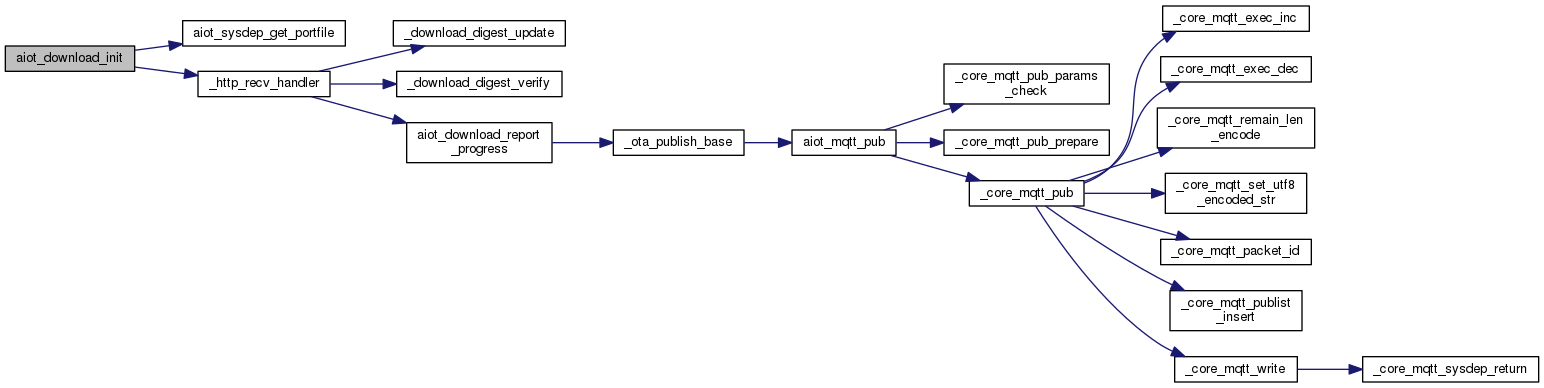 aiot_download_init
aiot_sysdep_get_portfile
_http_recv_handler
_download_digest_update
_download_digest_verify
aiot_download_report
_progress
_ota_publish_base
aiot_mqtt_pub
_core_mqtt_pub_params
_check
_core_mqtt_pub_prepare
_core_mqtt_pub
_core_mqtt_exec_inc
_core_mqtt_exec_dec
_core_mqtt_remain_len
_encode
_core_mqtt_set_utf8
_encoded_str
_core_mqtt_packet_id
_core_mqtt_publist
_insert
_core_mqtt_write
_core_mqtt_sysdep_return